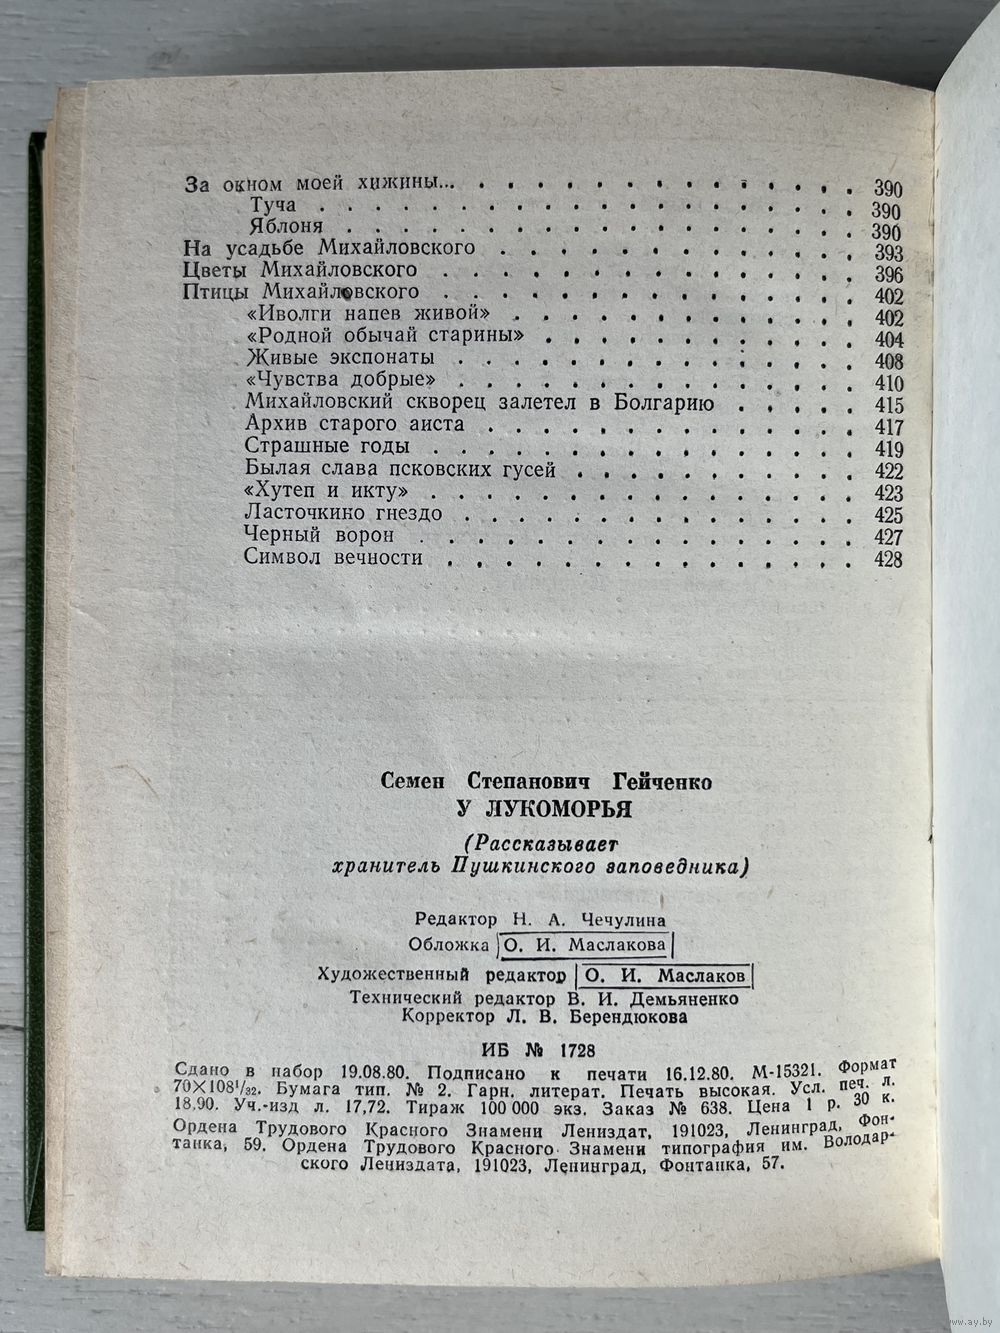 За окном моей хижины... . . . . . . . . . . . . . . 390
Туча . . . . . . . . . . . . . . . . . . . . 390
Яблоня . . . . . . . . . . . . . . . . . . . 390
На усадьбе Михайловского . . . . . . . . . . . . . 393
Цветы Михайловского . . . . . . . . . . . . . . . 396
Птицы Михайловского . . . . . . . . . . . . . . . 402
«Иволги напев живой» . . . . . . . . . . . . 402
«Родной обычай старины» . . . . . . . . . . . 404
Живые экспонаты . . . . . . . . . . . . . . 408
«Чувства добрые» . . . . . . . . . . . . . . 410
Михайловский скворец залетел в Болгарию . . . . 415
Архив старого аиста . . . . . . . . . . . . . 417
Страшные годы . . . . . . . . . . . . . . . 419
Былая слава псковских гусей . . . . . . . . . . 422
«Хутеп и икту» . . . . . . . . . . . . . . . 423
Ласточкино гнездо . . . . . . . . . . . . . . 425
Черный ворон . . . . . . . . . . . . . . . 427
Символ вечности . . . . . . . . . . . . . . 428
Семен Степанович Гейченко
У ЛУКОМОРЬЯ
(Рассказывает
хранитель Пушкинского заповедника)
Редактор Н. А. Чечулина
Обложка О. И. Маслакова
Художественный редактор О. И. Маслаков
Технический редактор В. И. Демьяненко
Корректор Л. В. Берендюкова
ИБ № 1728
Сдано в набор 19.08.80. Подписано к печати 16.12.80. М-15321. Формат
70×108¹/₃₂. Бумага тип. № 2. Гарн. литерат. Печать высокая. Усл. печ. л.
18,90. Уч.-изд л. 17,72. Тираж 100 000 экз. Заказ № 638. Цена 1 р. 30 к.
Ордена Трудового Красного Знамени Лениздат, 191023, Ленинград, Фон-
танка, 59. Ордена Трудового Красного Знамени типография им. Володар-
ского Лениздата, 191023, Ленинград, Фонтанка, 57.
www.ay.by